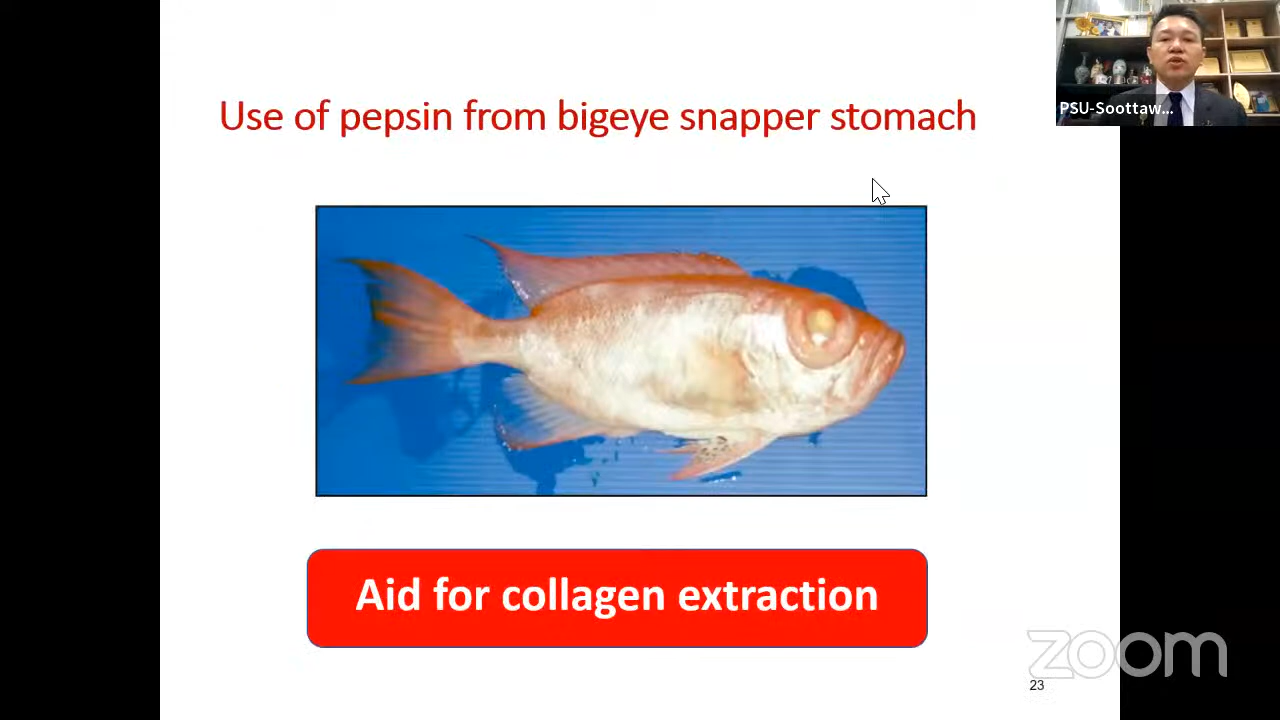 Use of pepsin from bigeye snapper stomach
PSU-Soottaw...
Aid for collagen extraction
zoom
23